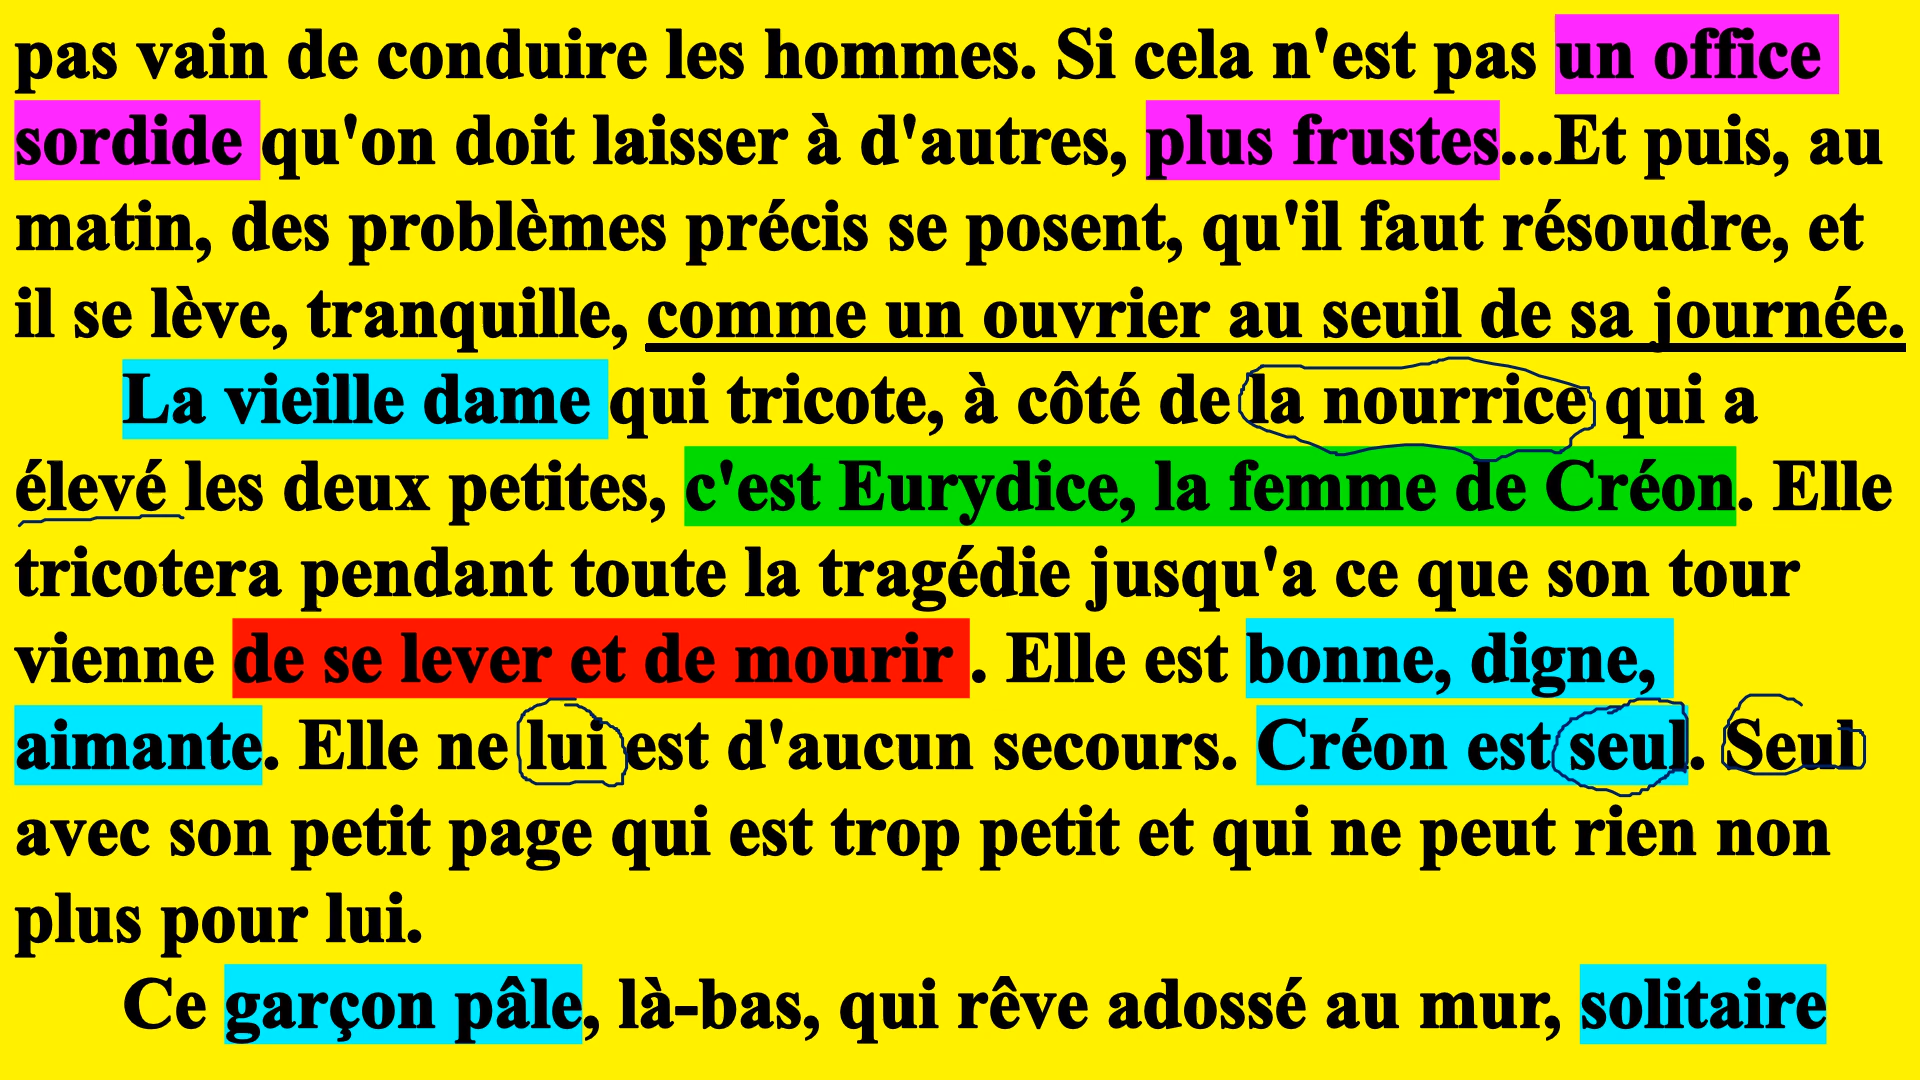 pas vain de conduire les hommes. Si cela n'est pas un office
sordide qu'on doit laisser à d'autres, plus frustes...Et puis, au
matin, des problèmes précis se posent, qu'il faut résoudre, et
il se lève, tranquille, comme un ouvrier au seuil de sa journée.
La vieille dame qui tricote, à côté de la nourrice qui a
élevé les deux petites, c'est Eurydice, la femme de Créon. Elle
tricotera pendant toute la tragédie jusqu'a ce que son tour
vienne de se lever et de mourir . Elle est bonne, digne,
aimante. Elle ne lui est d'aucun secours. Créon est seul. Seul
avec son petit page qui est trop petit et qui ne peut rien non
plus pour lui.
Ce garçon pâle, là-bas, qui rêve adossé au mur, solitaire